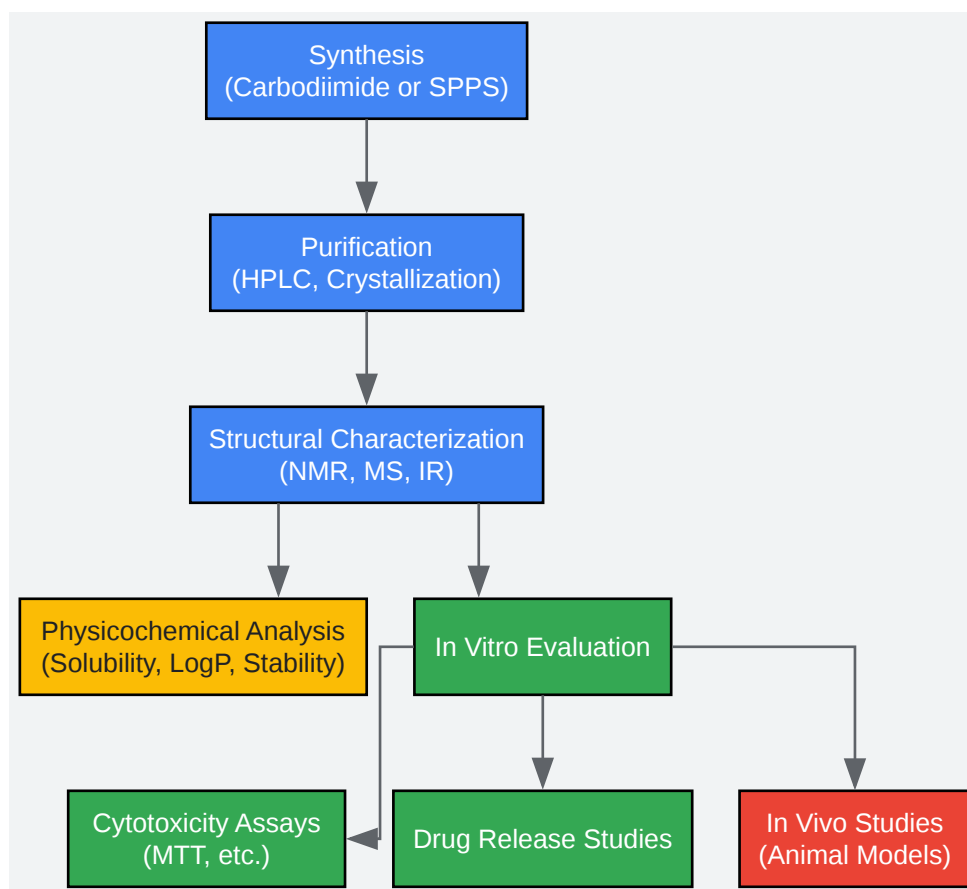 Synthesis
(Carbodiimide or SPPS)
Purification
(HPLC, Crystallization)
Structural Characterization
(NMR, MS, IR)
Physicochemical Analysis
(Solubility, LogP, Stability)
In Vitro Evaluation
Cytotoxicity Assays
(MTT, etc.)
Drug Release Studies
In Vivo Studies
(Animal Models)